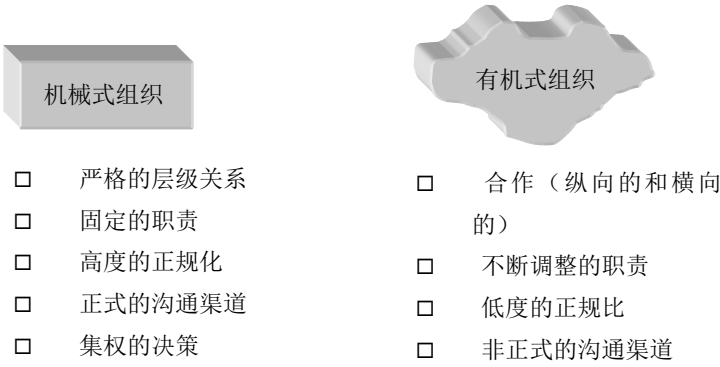 机械式组织
□ 严格的层级关系
□ 固定的职责
□ 高度的正规化
□ 正式的沟通渠道
□ 集权的决策
有机式组织
□ 合作（纵向的和横向
的）
□ 不断调整的职责
□ 低度的正规比
□ 非正式的沟通渠道